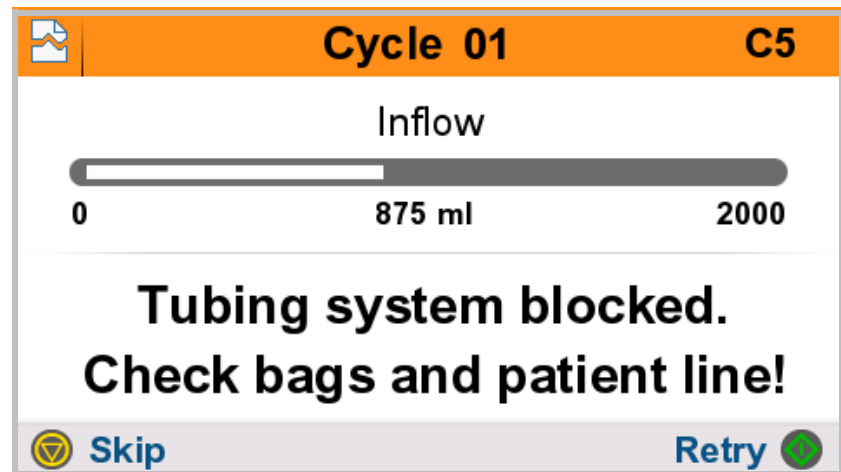 Cycle 01 C5
Inflow
0 875 ml 2000
Tubing system blocked.
Check bags and patient line!
Skip Retry